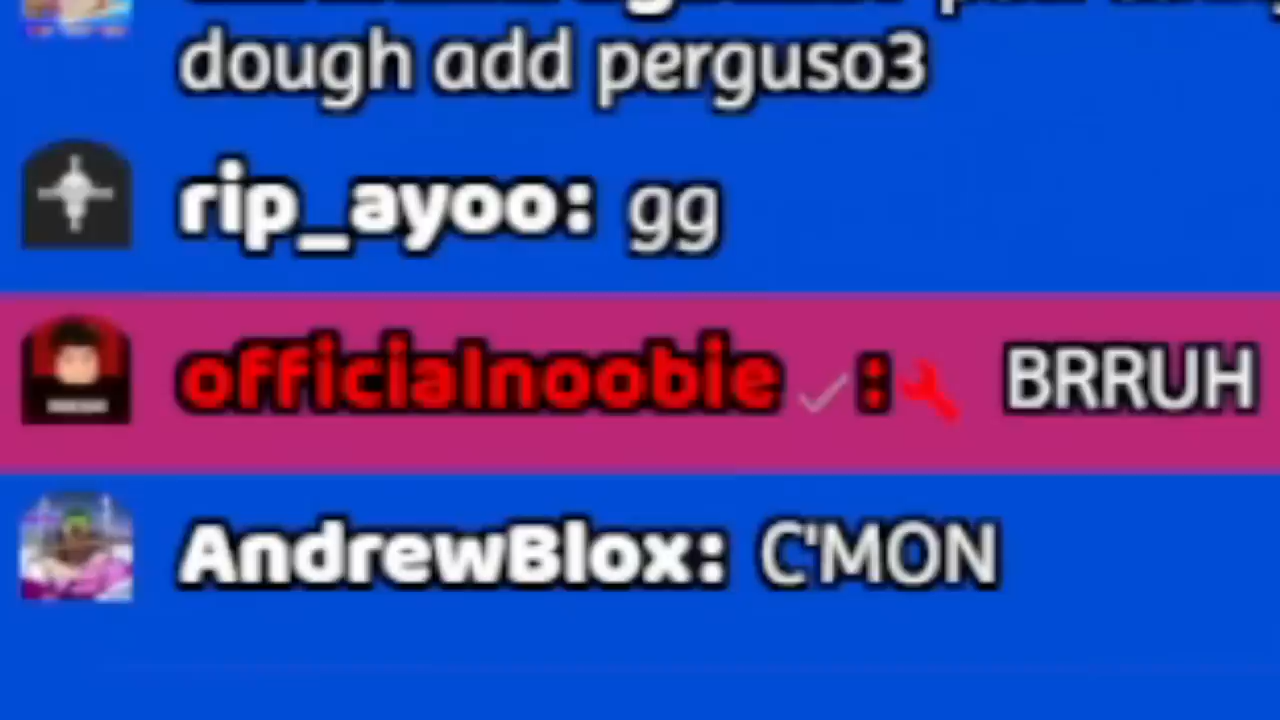 dough add perguso3
rip_ayoo: gg
officialnoobie ✓: BRRUH
AndrewBlox: C'MON